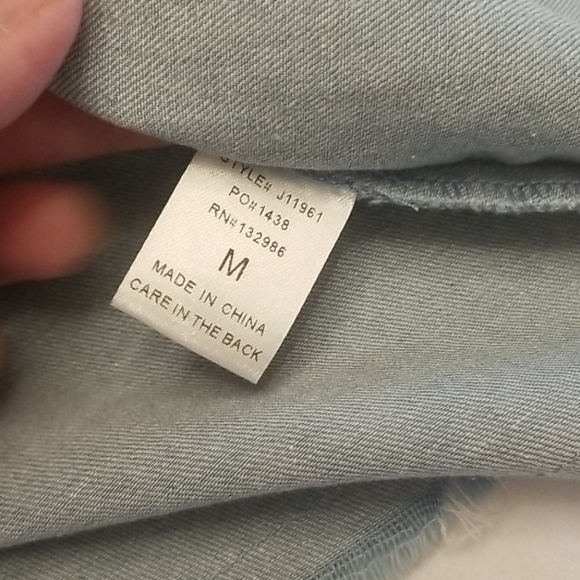 STYLE# J11961
PO#1438
RN#132986
M
MADE IN CHINA
CARE IN THE BACK